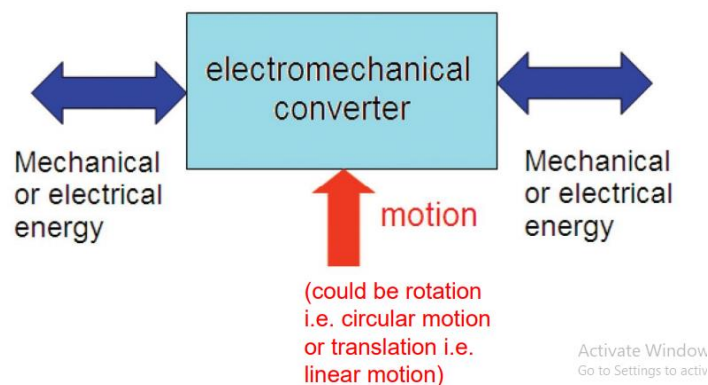 electromechanical
converter
Mechanical
or electrical
energy
Mechanical
or electrical
energy
motion
(could be rotation
i.e. circular motion
or translation i.e.
linear motion)
Activate Window
Go to Settings to activ